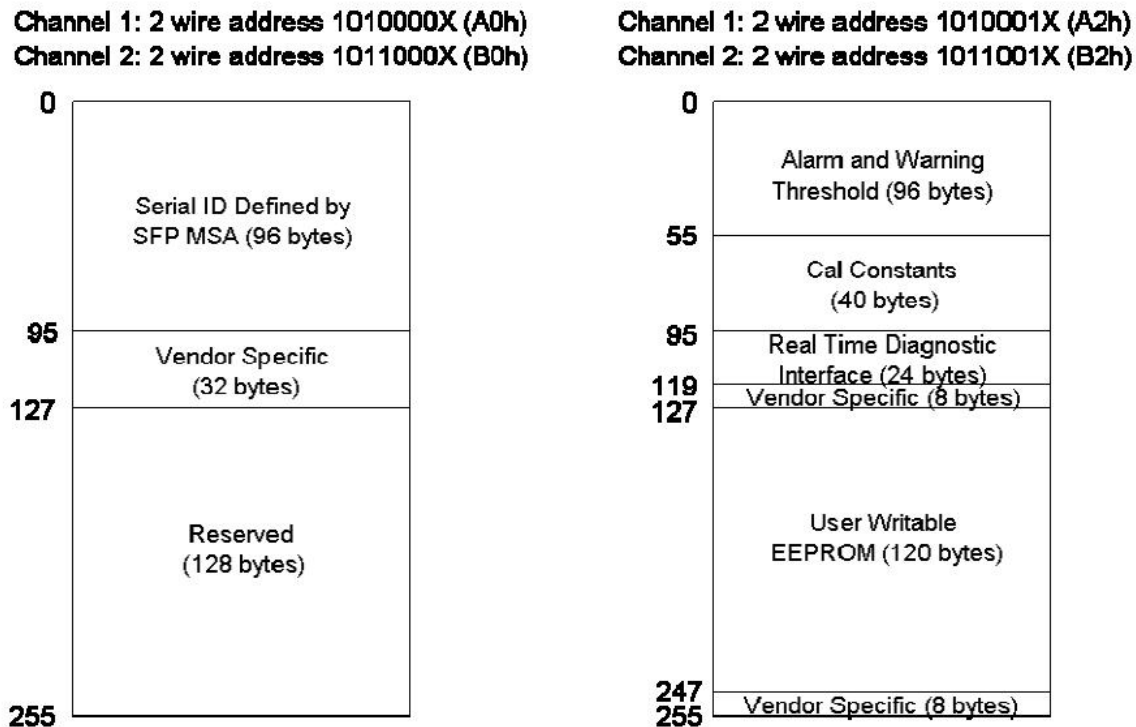 Channel 1: 2 wire address 1010000X (A0h)
Channel 2: 2 wire address 1011000X (B0h)
0
Serial ID Defined by
SFP MSA (96 bytes)
95
Vendor Specific
(32 bytes)
127
Reserved
(128 bytes)
255
Channel 1: 2 wire address 1010001X (A2h)
Channel 2: 2 wire address 1011001X (B2h)
0
Alarm and Warning
Threshold (96 bytes)
55
Cal Constants
(40 bytes)
95
Real Time Diagnostic
Interface (24 bytes)
119
Vendor Specific (8 bytes)
127
User Writable
EEPROM (120 bytes)
247
Vendor Specific (8 bytes)
255